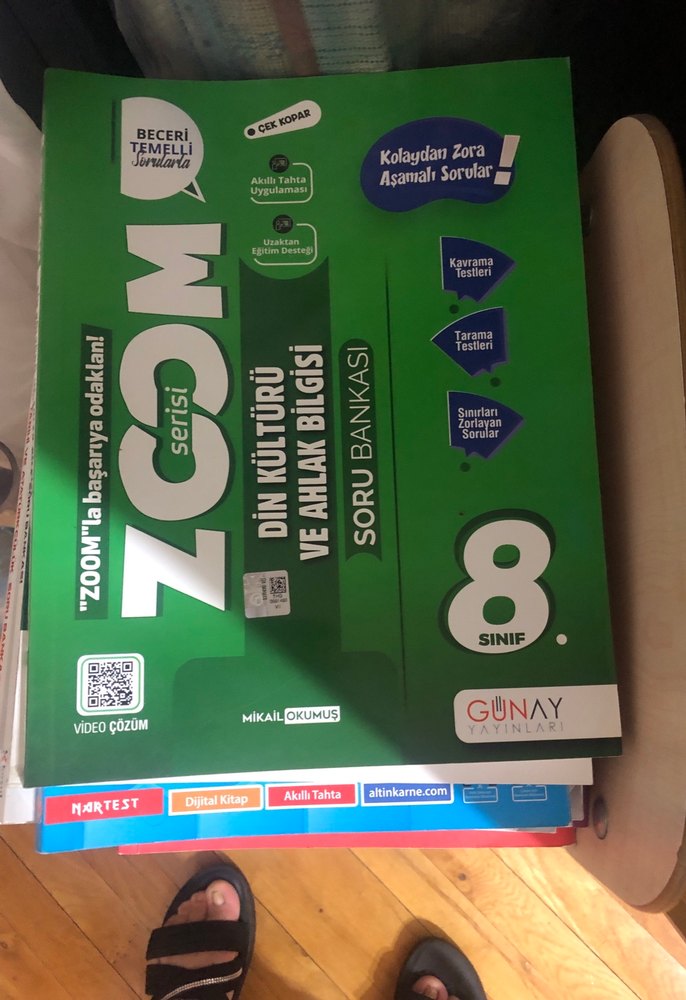 BECERİ
TEMELLİ
Sorularla
ÇEK KOPAR
Akıllı Tahta
Uygulaması
Uzaktan
Eğitim Desteği
Kolaydan Zora
Aşamalı Sorular!
Kavrama
Testleri
Tarama
Testleri
Sınırları
Zorlayan
Sorular
"ZOOM"la başarıya odaklan!
ZOOM
serisi
DİN KÜLTÜRÜ
VE AHLAK BİLGİSİ
SORU BANKASI
8.
SINIF
VIDEO ÇÖZÜM
MİKAİL OKUMUŞ
GÜNAY
YAYINLARI
NARTEST
Dijital Kitap
Akıllı Tahta
altinkarne.com